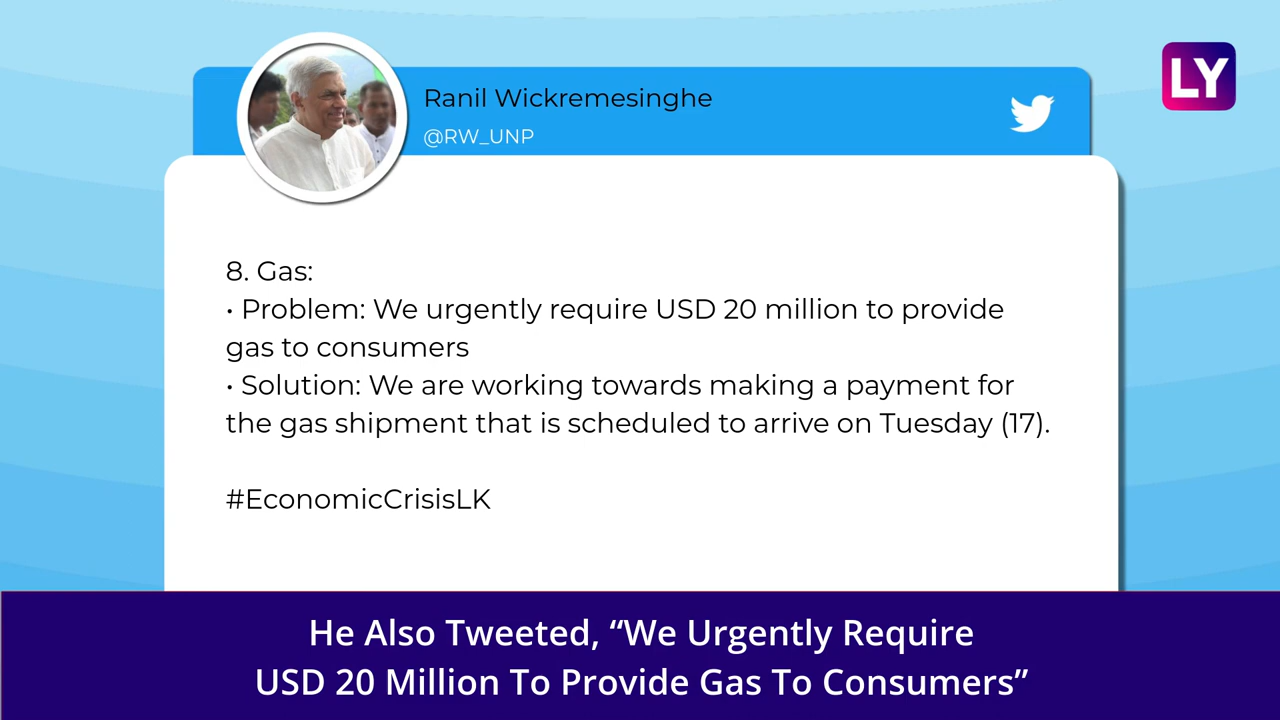 LY
Ranil Wickremesinghe
@RW_UNP
8. Gas:
• Problem: We urgently require USD 20 million to provide
gas to consumers
• Solution: We are working towards making a payment for
the gas shipment that is scheduled to arrive on Tuesday (17).
#EconomicCrisisLK
He Also Tweeted, “We Urgently Require
USD 20 Million To Provide Gas To Consumers”